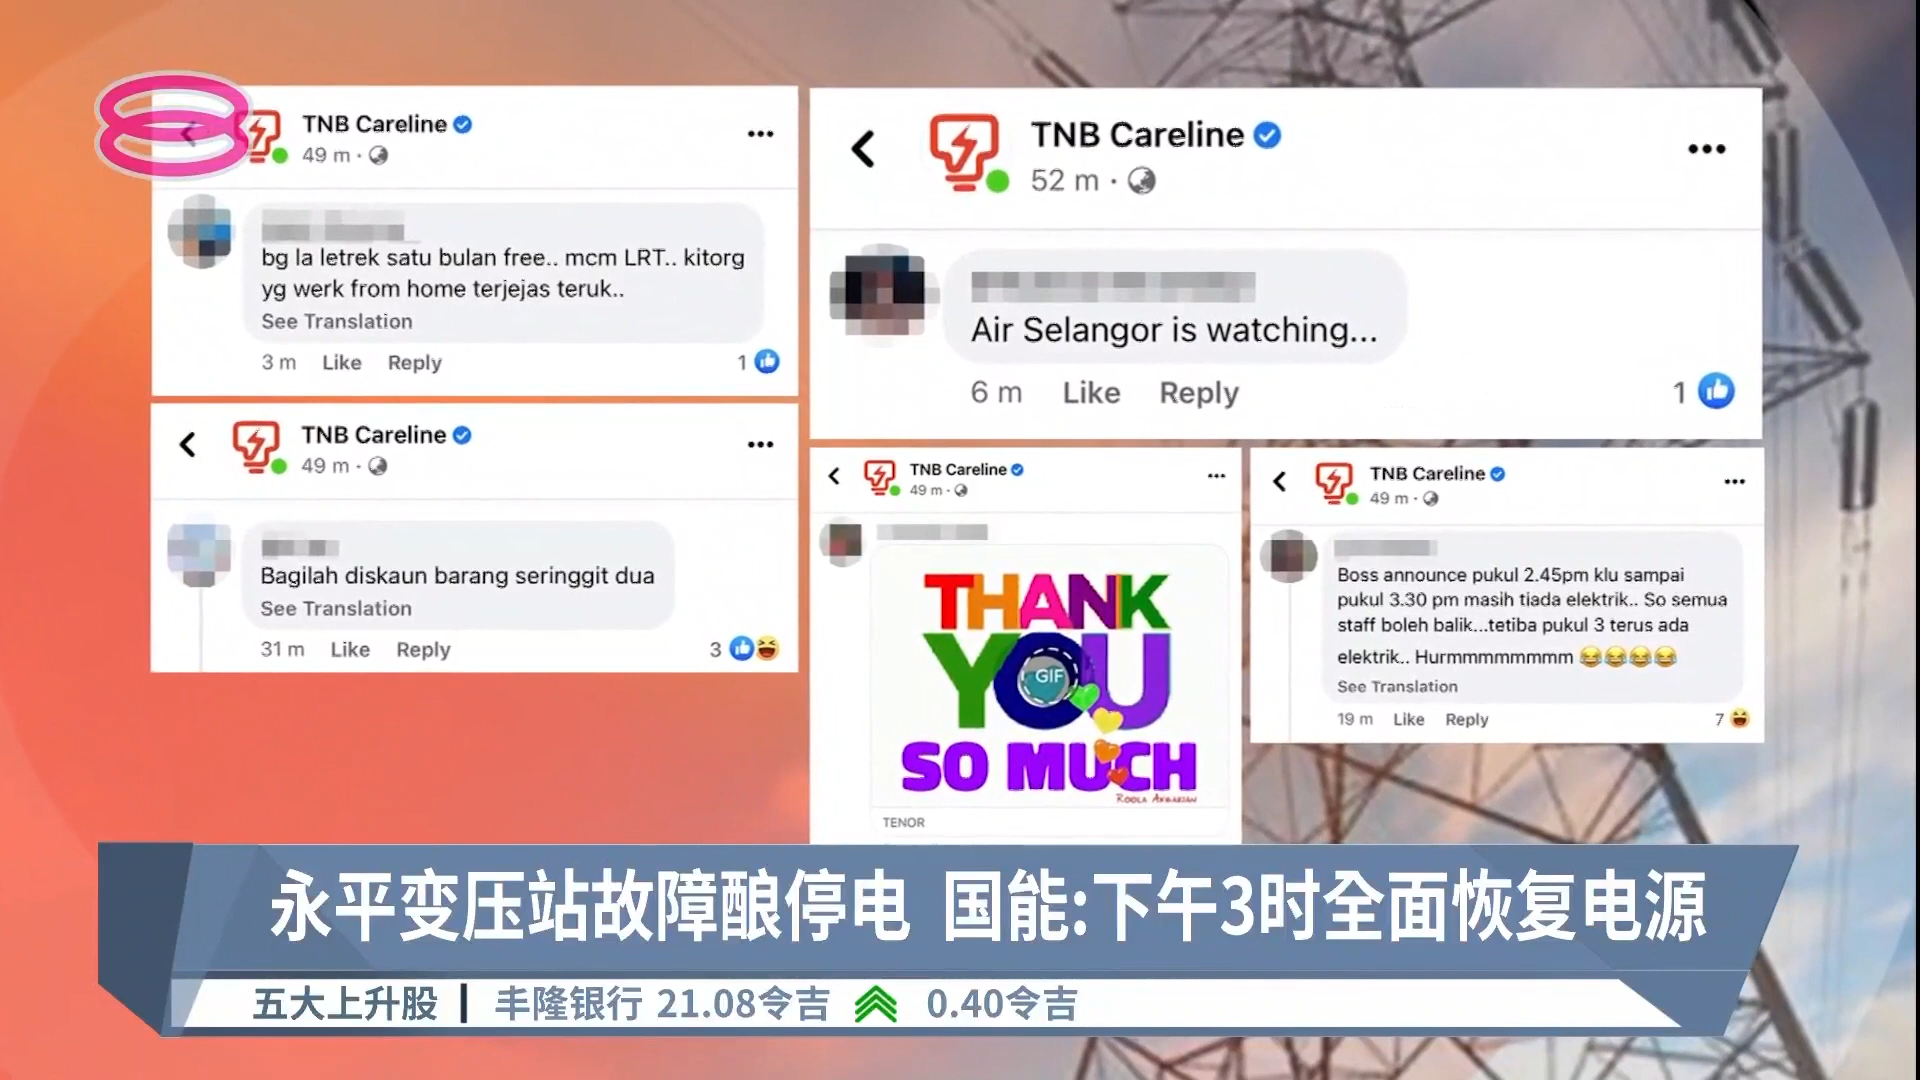 TNB Careline
49 m
bg la letrek satu bulan free.. mcm LRT.. kitorg
yg werk from home terjejas teruk..
See Translation
3 m Like Reply 1
TNB Careline
49 m
Bagilah diskaun barang seringgit dua
See Translation
31 m Like Reply 3
TNB Careline
52 m
Air Selangor is watching...
6 m Like Reply 1
TNB Careline
49 m
THANK
YOU
GIF
SO MUCH
ROOLA AKBARIAN
TENOR
TNB Careline
49 m
Boss announce pukul 2.45pm klu sampai
pukul 3.30 pm masih tiada elektrik.. So semua
staff boleh balik...tetiba pukul 3 terus ada
elektrik.. Hurmmmmmmmm 😂😂😂😂
See Translation
19 m Like Reply 7
永平变压站故障酿停电 国能:下午3时全面恢复电源
五大上升股 | 丰隆银行 21.08令吉 0.40令吉